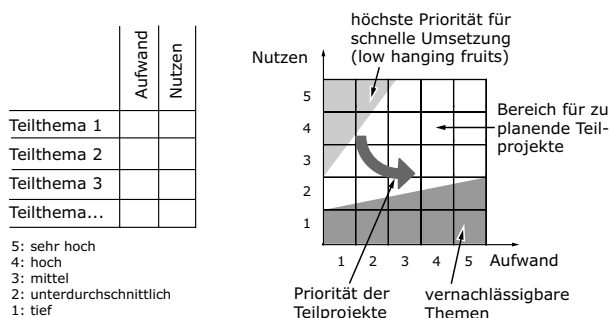 Aufwand
Nutzen
Teilthema 1
Teilthema 2
Teilthema 3
Teilthema...
5: sehr hoch
4: hoch
3: mittel
2: unterdurchschnittlich
1: tief
höchste Priorität für
schnelle Umsetzung
(low hanging fruits)
Nutzen
5
4
3
2
1
Bereich für zu
planende Teil-
projekte
1 2 3 4 5 Aufwand
Priorität der
Teilprojekte
vernachlässigbare
Themen